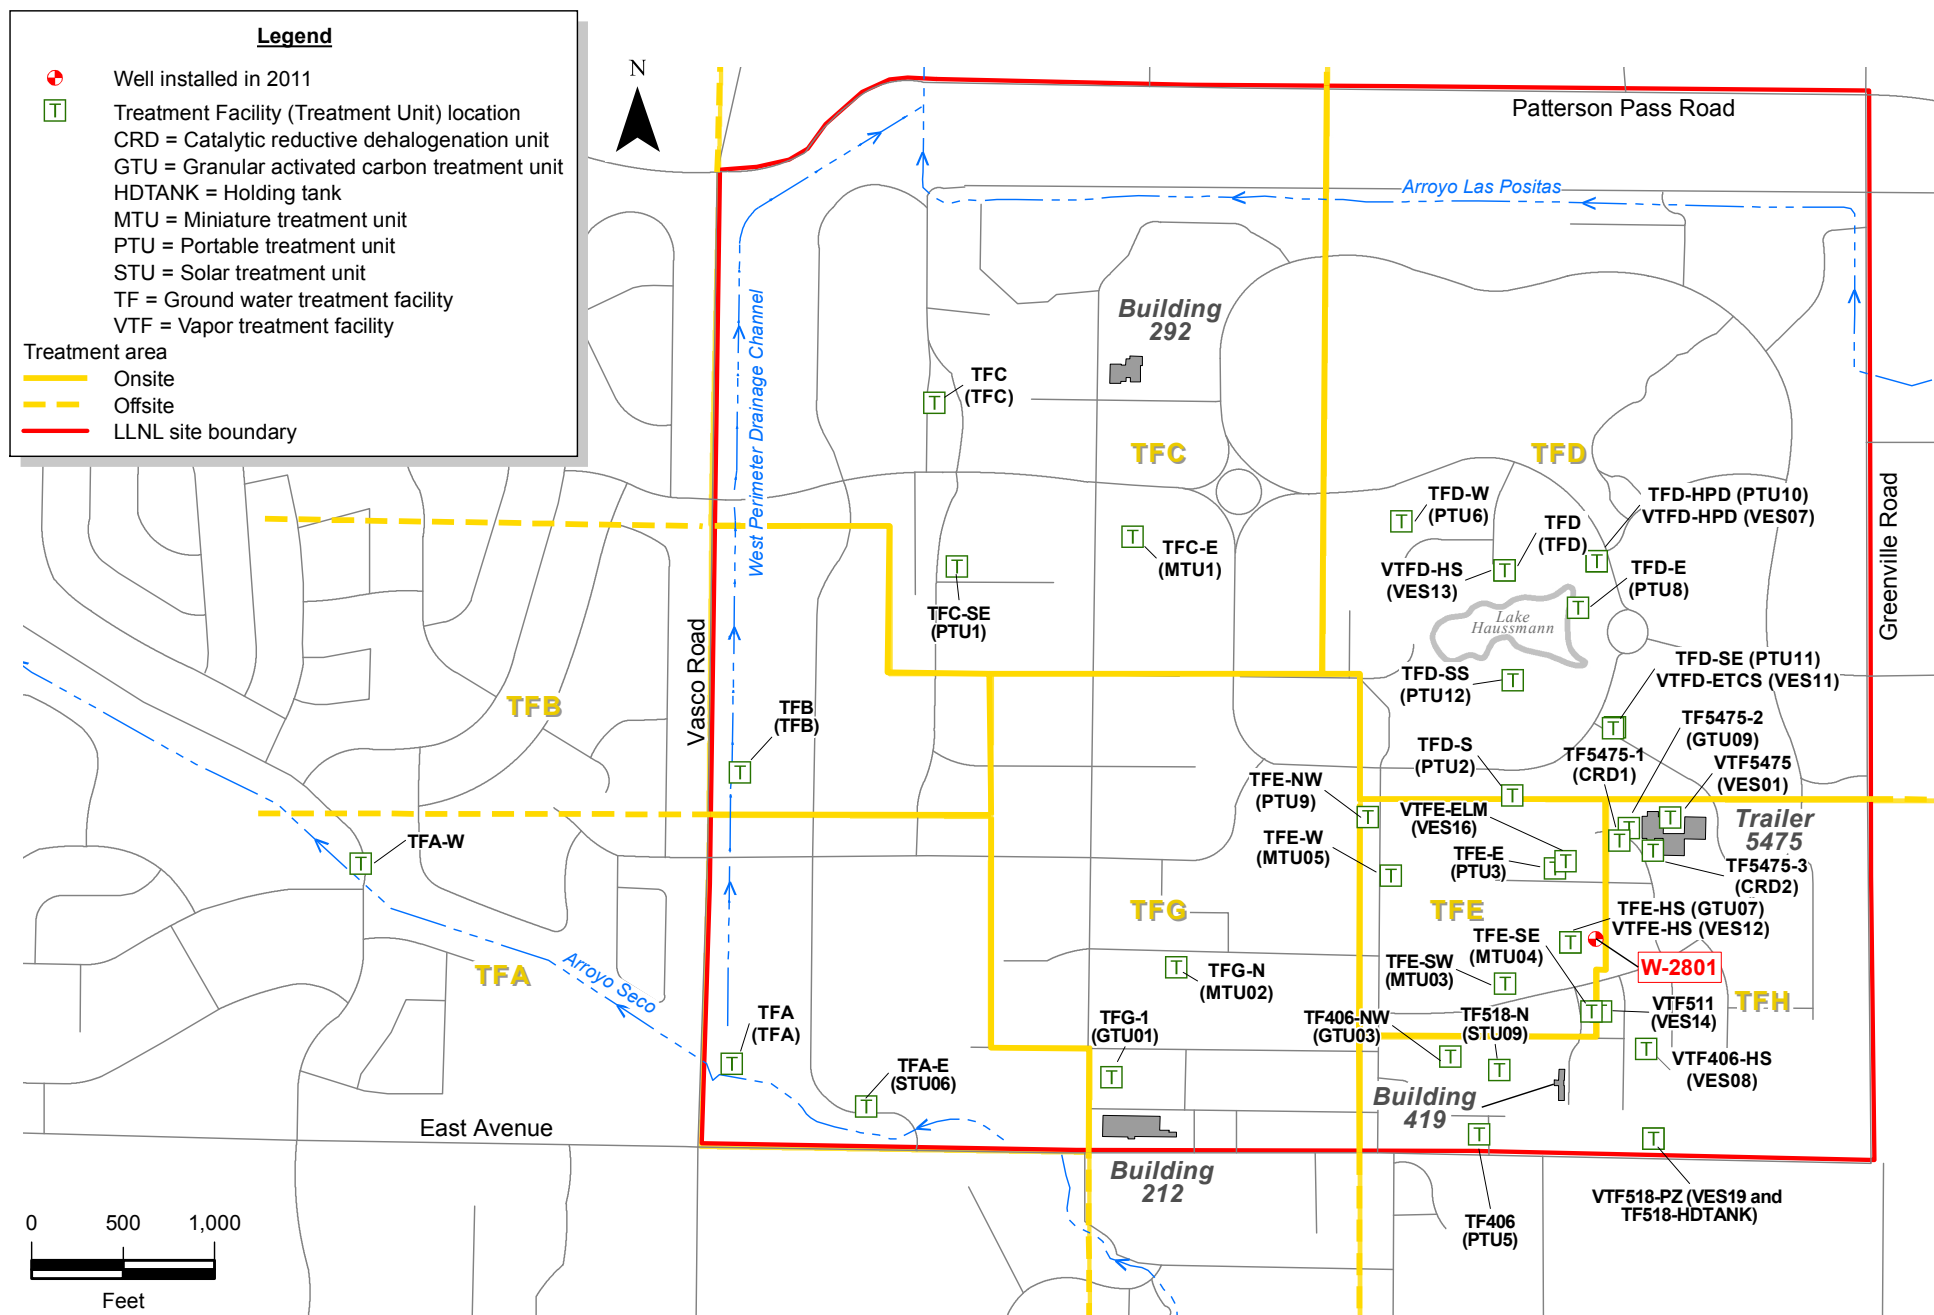 Legend
Well installed in 2011
T Treatment Facility (Treatment Unit) location
CRD = Catalytic reductive dehalogenation unit
GTU = Granular activated carbon treatment unit
HDTANK = Holding tank
MTU = Miniature treatment unit
PTU = Portable treatment unit
STU = Solar treatment unit
TF = Ground water treatment facility
VTF = Vapor treatment facility
Treatment area
Onsite
Offsite
LLNL site boundary
N
Patterson Pass Road
Arroyo Las Positas
West Perimeter Drainage Channel
Building
292
TFC
(TFC)
T
TFC
TFD
TFD-W
(PTU6)
T
TFD-HPD (PTU10)
VTFD-HPD (VES07)
T
TFD
(TFD)
VTFD-HS
(VES13)
T
TFD-E
(PTU8)
T
TFC-E
(MTU1)
T
TFC-SE
(PTU1)
T
Lake
Haussmann
Greenville Road
Vasco Road
TFD-SS
(PTU12)
T
TFD-SE (PTU11)
VTFD-ETCS (VES11)
T
TFB
TFB
(TFB)
T
TFD-S
(PTU2)
T
TF5475-2
(GTU09)
T
TF5475-1
(CRD1)
T
VTF5475
(VES01)
T
TFE-NW
(PTU9)
T
VTFE-ELM
(VES16)
T
Trailer
5475
TFE-W
(MTU05)
T
TFE-E
(PTU3)
T
TF5475-3
(CRD2)
T
TFA-W
T
TFG
TFE
TFE-HS (GTU07)
VTFE-HS (VES12)
T
TFE-SE
(MTU04)
T
W-2801
TFE-SW
(MTU03)
T
TFG-N
(MTU02)
T
TFA
Arroyo Seco
TFH
VTF511
(VES14)
T
TFA
(TFA)
T
TFG-1
(GTU01)
T
TF406-NW
(GTU03)
T
TF518-N
(STU09)
T
VTF406-HS
(VES08)
T
TFA-E
(STU06)
T
Building
419
East Avenue
Building
212
T
TF406
(PTU5)
T
VTF518-PZ (VES19 and
TF518-HDTANK)
0 500 1,000
Feet